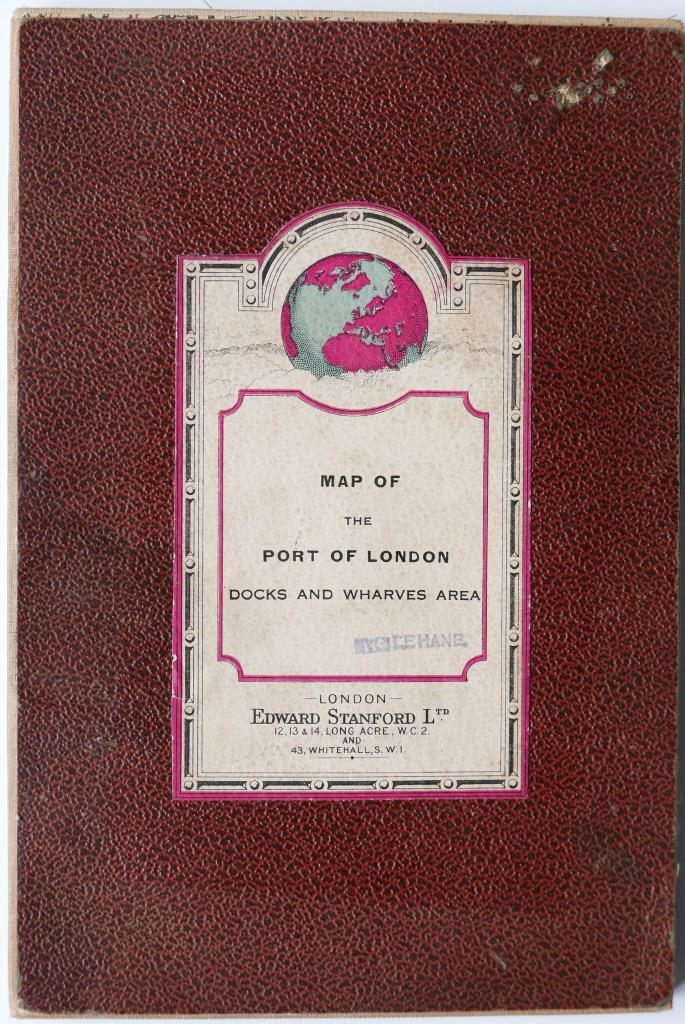 MAP OF
THE
PORT OF LONDON
DOCKS AND WHARVES AREA
LEHANE.
—LONDON—
EDWARD STANFORD LTD
12, 13 & 14, LONG ACRE, W.C. 2.
AND
43, WHITEHALL, S.W. 1.